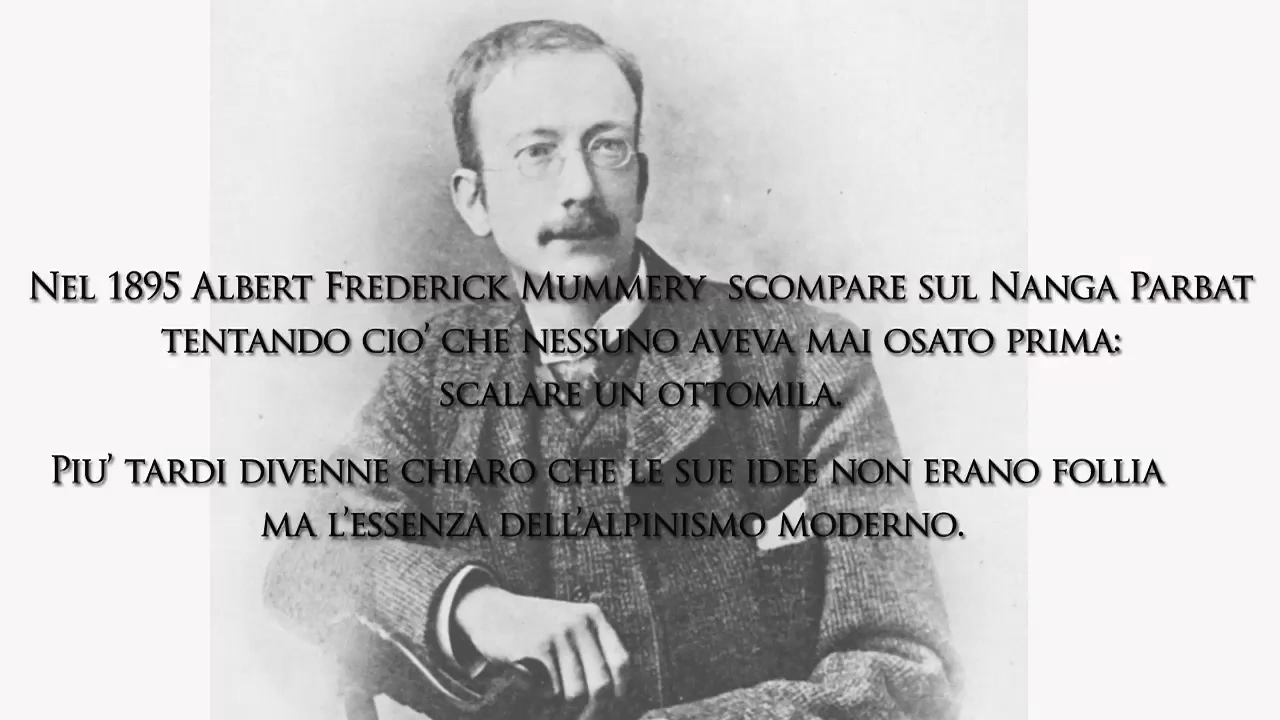 Nel 1895 Albert Frederick Mummery scompare sul Nanga Parbat
tentando cio' che nessuno aveva mai osato prima:
scalare un ottomila.
Piu' tardi divenne chiaro che le sue idee non erano follia
ma l'essenza dell'alpinismo moderno.